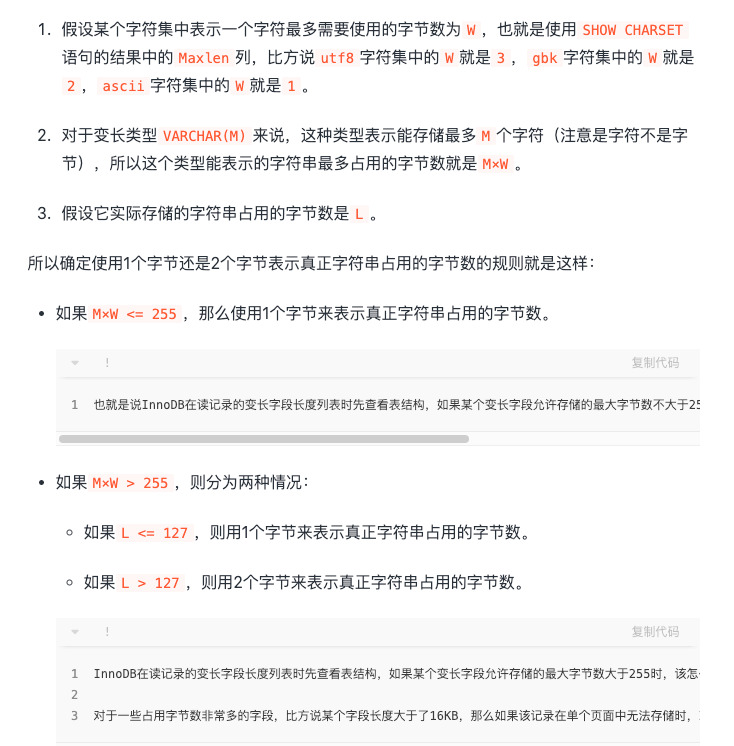 1. 假设某个字符集中表示一个字符最多需要使用的字节数为 W ，也就是使用 SHOW CHARSET
语句的结果中的 Maxlen 列，比方说 utf8 字符集中的 W 就是 3 ， gbk 字符集中的 W 就是
2 ， ascii 字符集中的 W 就是 1 。
2. 对于变长类型 VARCHAR(M) 来说，这种类型表示能存储最多 M 个字符（注意是字符不是字
节），所以这个类型能表示的字符串最多占用的字节数就是 M×W 。
3. 假设它实际存储的字符串占用的字节数是 L 。
所以确定使用1个字节还是2个字节表示真正字符串占用的字节数的规则就是这样：
• 如果 M×W <= 255 ，那么使用1个字节来表示真正字符串占用的字节数。
! 复制代码
1 也就是说InnoDB在读记录的变长字段长度列表时先查看表结构，如果某个变长字段允许存储的最大字节数不大于25
• 如果 M×W > 255 ，则分为两种情况：
◦ 如果 L <= 127 ，则用1个字节来表示真正字符串占用的字节数。
◦ 如果 L > 127 ，则用2个字节来表示真正字符串占用的字节数。
! 复制代码
1 InnoDB在读记录的变长字段长度列表时先查看表结构，如果某个变长字段允许存储的最大字节数大于255时，该怎
2
3 对于一些占用字节数非常多的字段，比方说某个字段长度大于了16KB，那么如果该记录在单个页面中无法存储时，